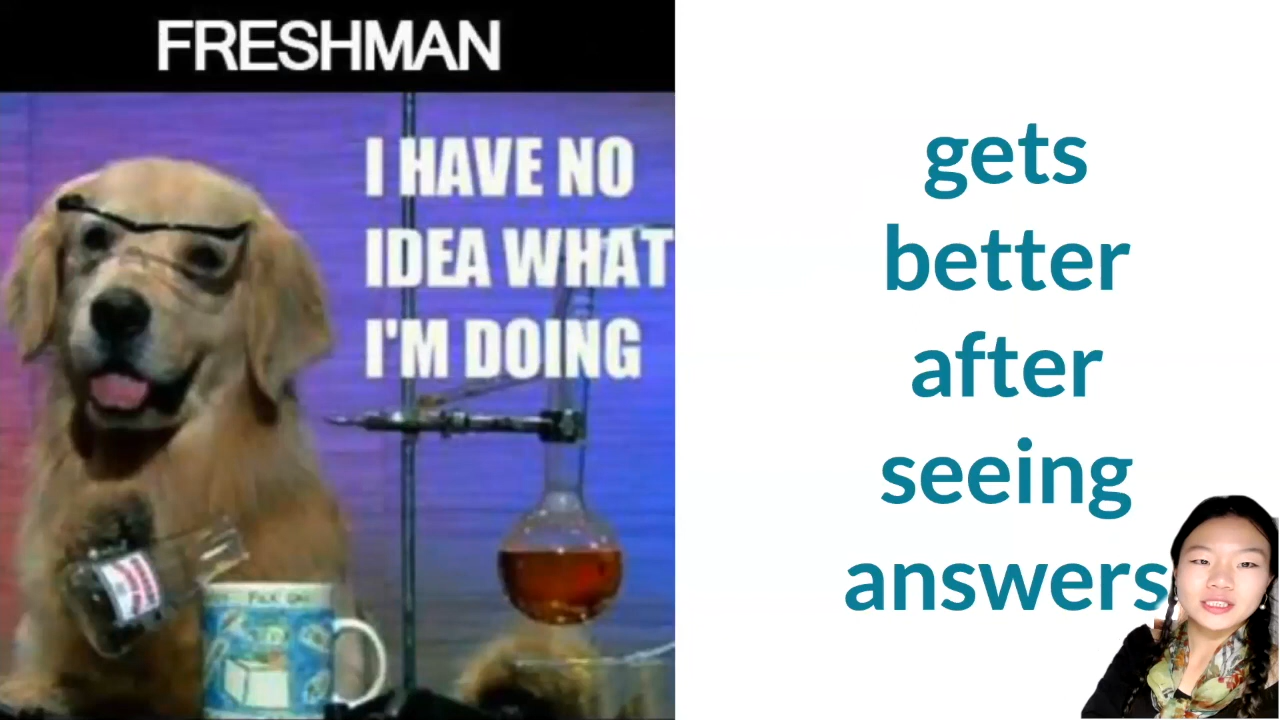 FRESHMAN
I HAVE NO
IDEA WHAT
I'M DOING
gets
better
after
seeing
answers